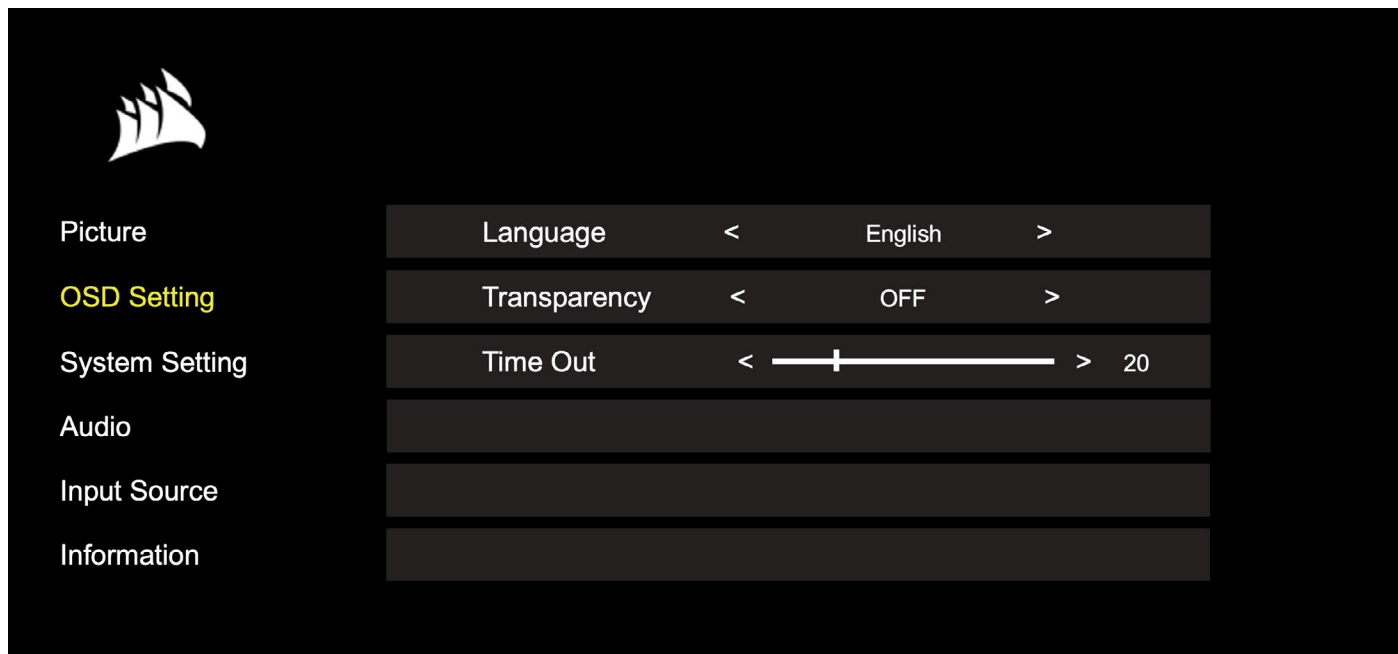 Picture Language < English >
OSD Setting Transparency < OFF >
System Setting Time Out < > 20
Audio
Input Source
Information